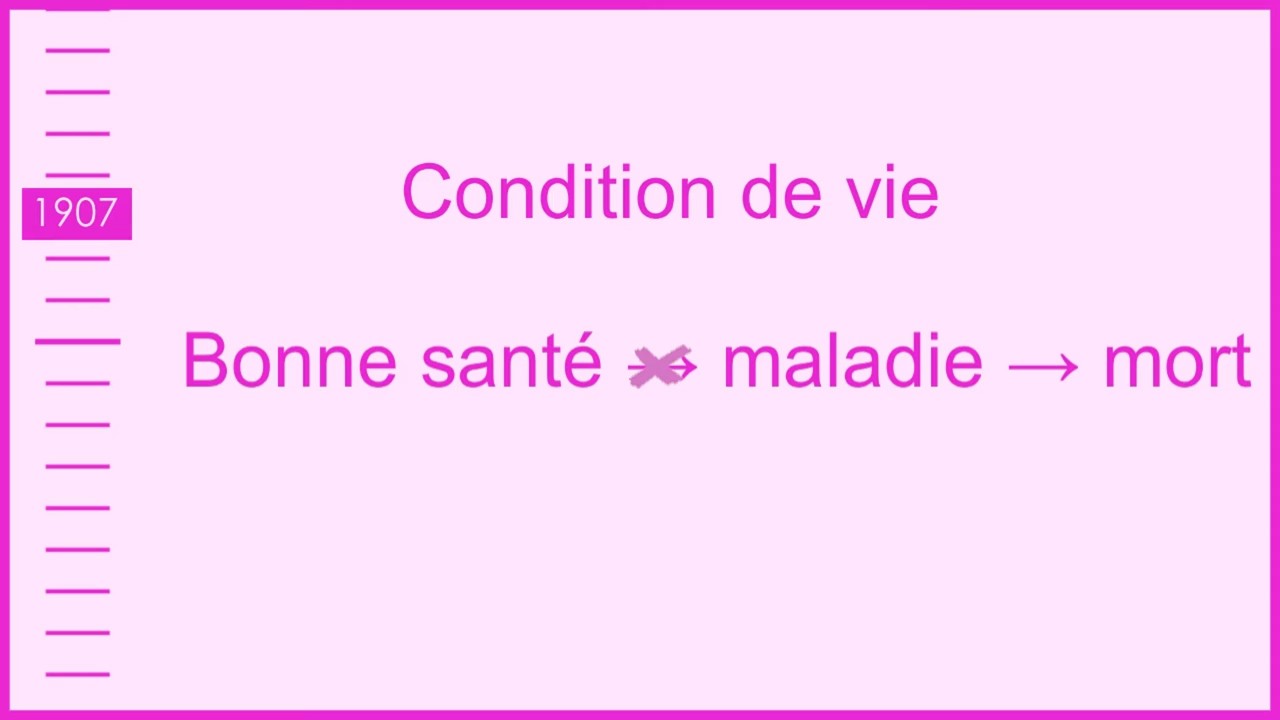 1907
Condition de vie
Bonne santé → maladie → mort